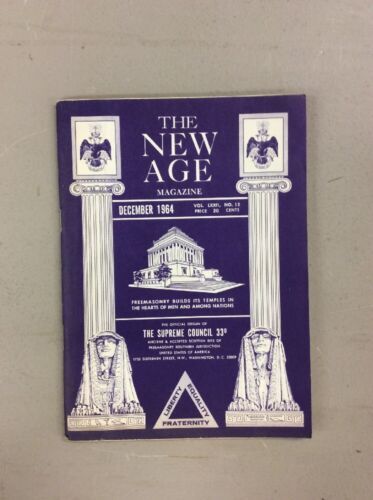 THE
NEW
AGE
MAGAZINE
DECEMBER 1964
VOL. LXXII, NO. 12
PRICE 20 CENTS
FREEMASONRY BUILDS ITS TEMPLES IN
THE HEARTS OF MEN AND AMONG NATIONS
THE OFFICIAL ORGAN OF
THE SUPREME COUNCIL 33°
ANCIENT & ACCEPTED SCOTTISH RITE OF
FREEMASONRY SOUTHERN JURISDICTION
UNITED STATES OF AMERICA
1733 SIXTEENTH STREET, N.W., WASHINGTON, D.C. 20009
LIBERTY
EQUALITY
FRATERNITY